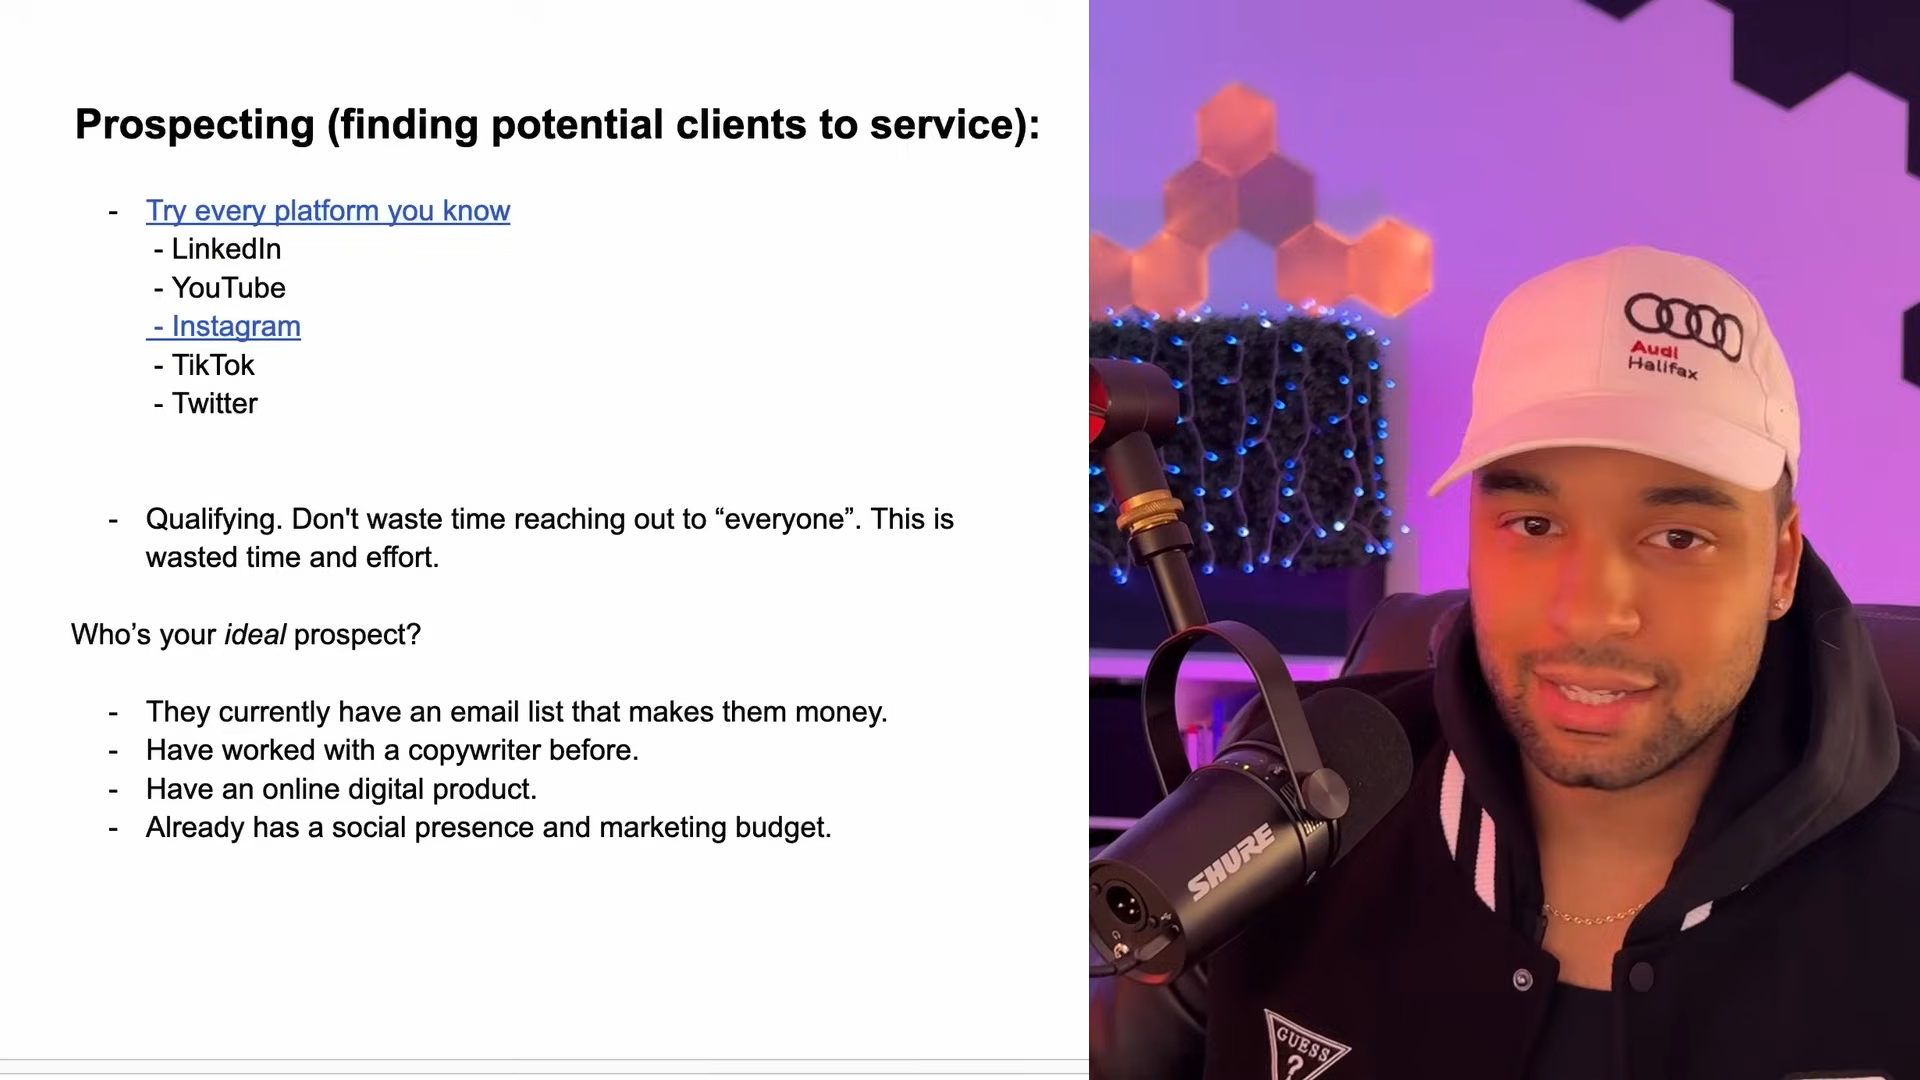 Prospecting (finding potential clients to service):
- Try every platform you know
- LinkedIn
- YouTube
- Instagram
- TikTok
- Twitter
- Qualifying. Don't waste time reaching out to “everyone”. This is
wasted time and effort.
Who’s your ideal prospect?
- They currently have an email list that makes them money.
- Have worked with a copywriter before.
- Have an online digital product.
- Already has a social presence and marketing budget.
Audi
Halifax
SHURE
GUESS
?